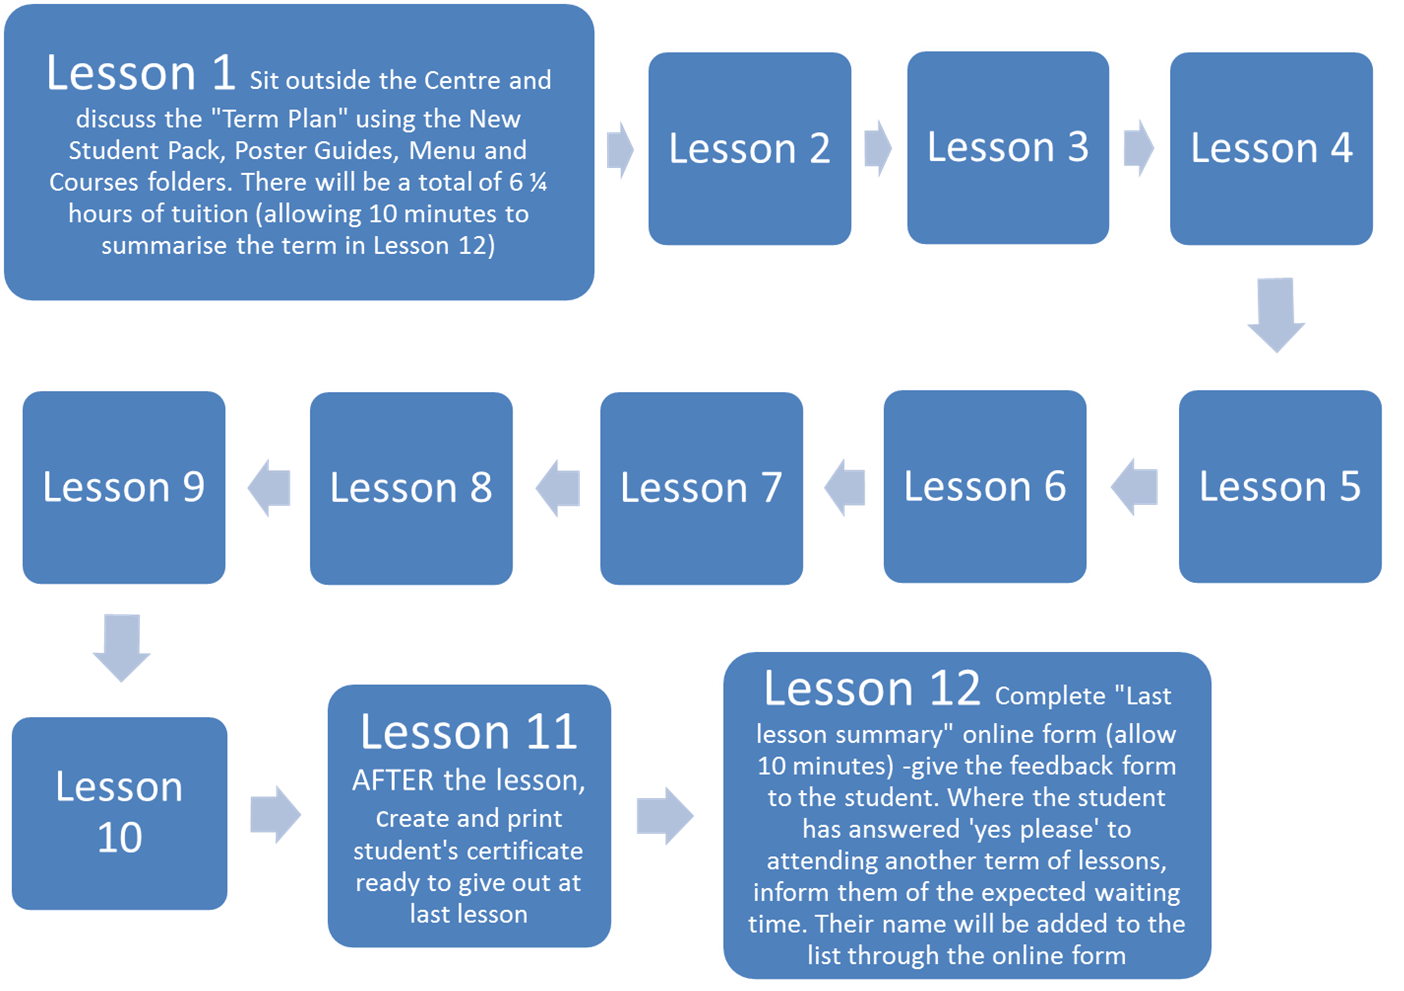 Lesson 1 Sit outside the Centre and
discuss the "Term Plan" using the New
Student Pack, Poster Guides, Menu and
Courses folders. There will be a total of 6 ¼
hours of tuition (allowing 10 minutes to
summarise the term in Lesson 12)
Lesson 2
Lesson 3
Lesson 4
Lesson 5
Lesson 6
Lesson 7
Lesson 8
Lesson 9
Lesson
10
Lesson 11
AFTER the lesson,
create and print
student's certificate
ready to give out at
last lesson
Lesson 12 Complete "Last
lesson summary" online form (allow
10 minutes) -give the feedback form
to the student. Where the student
has answered 'yes please' to
attending another term of lessons,
inform them of the expected waiting
time. Their name will be added to the
list through the online form